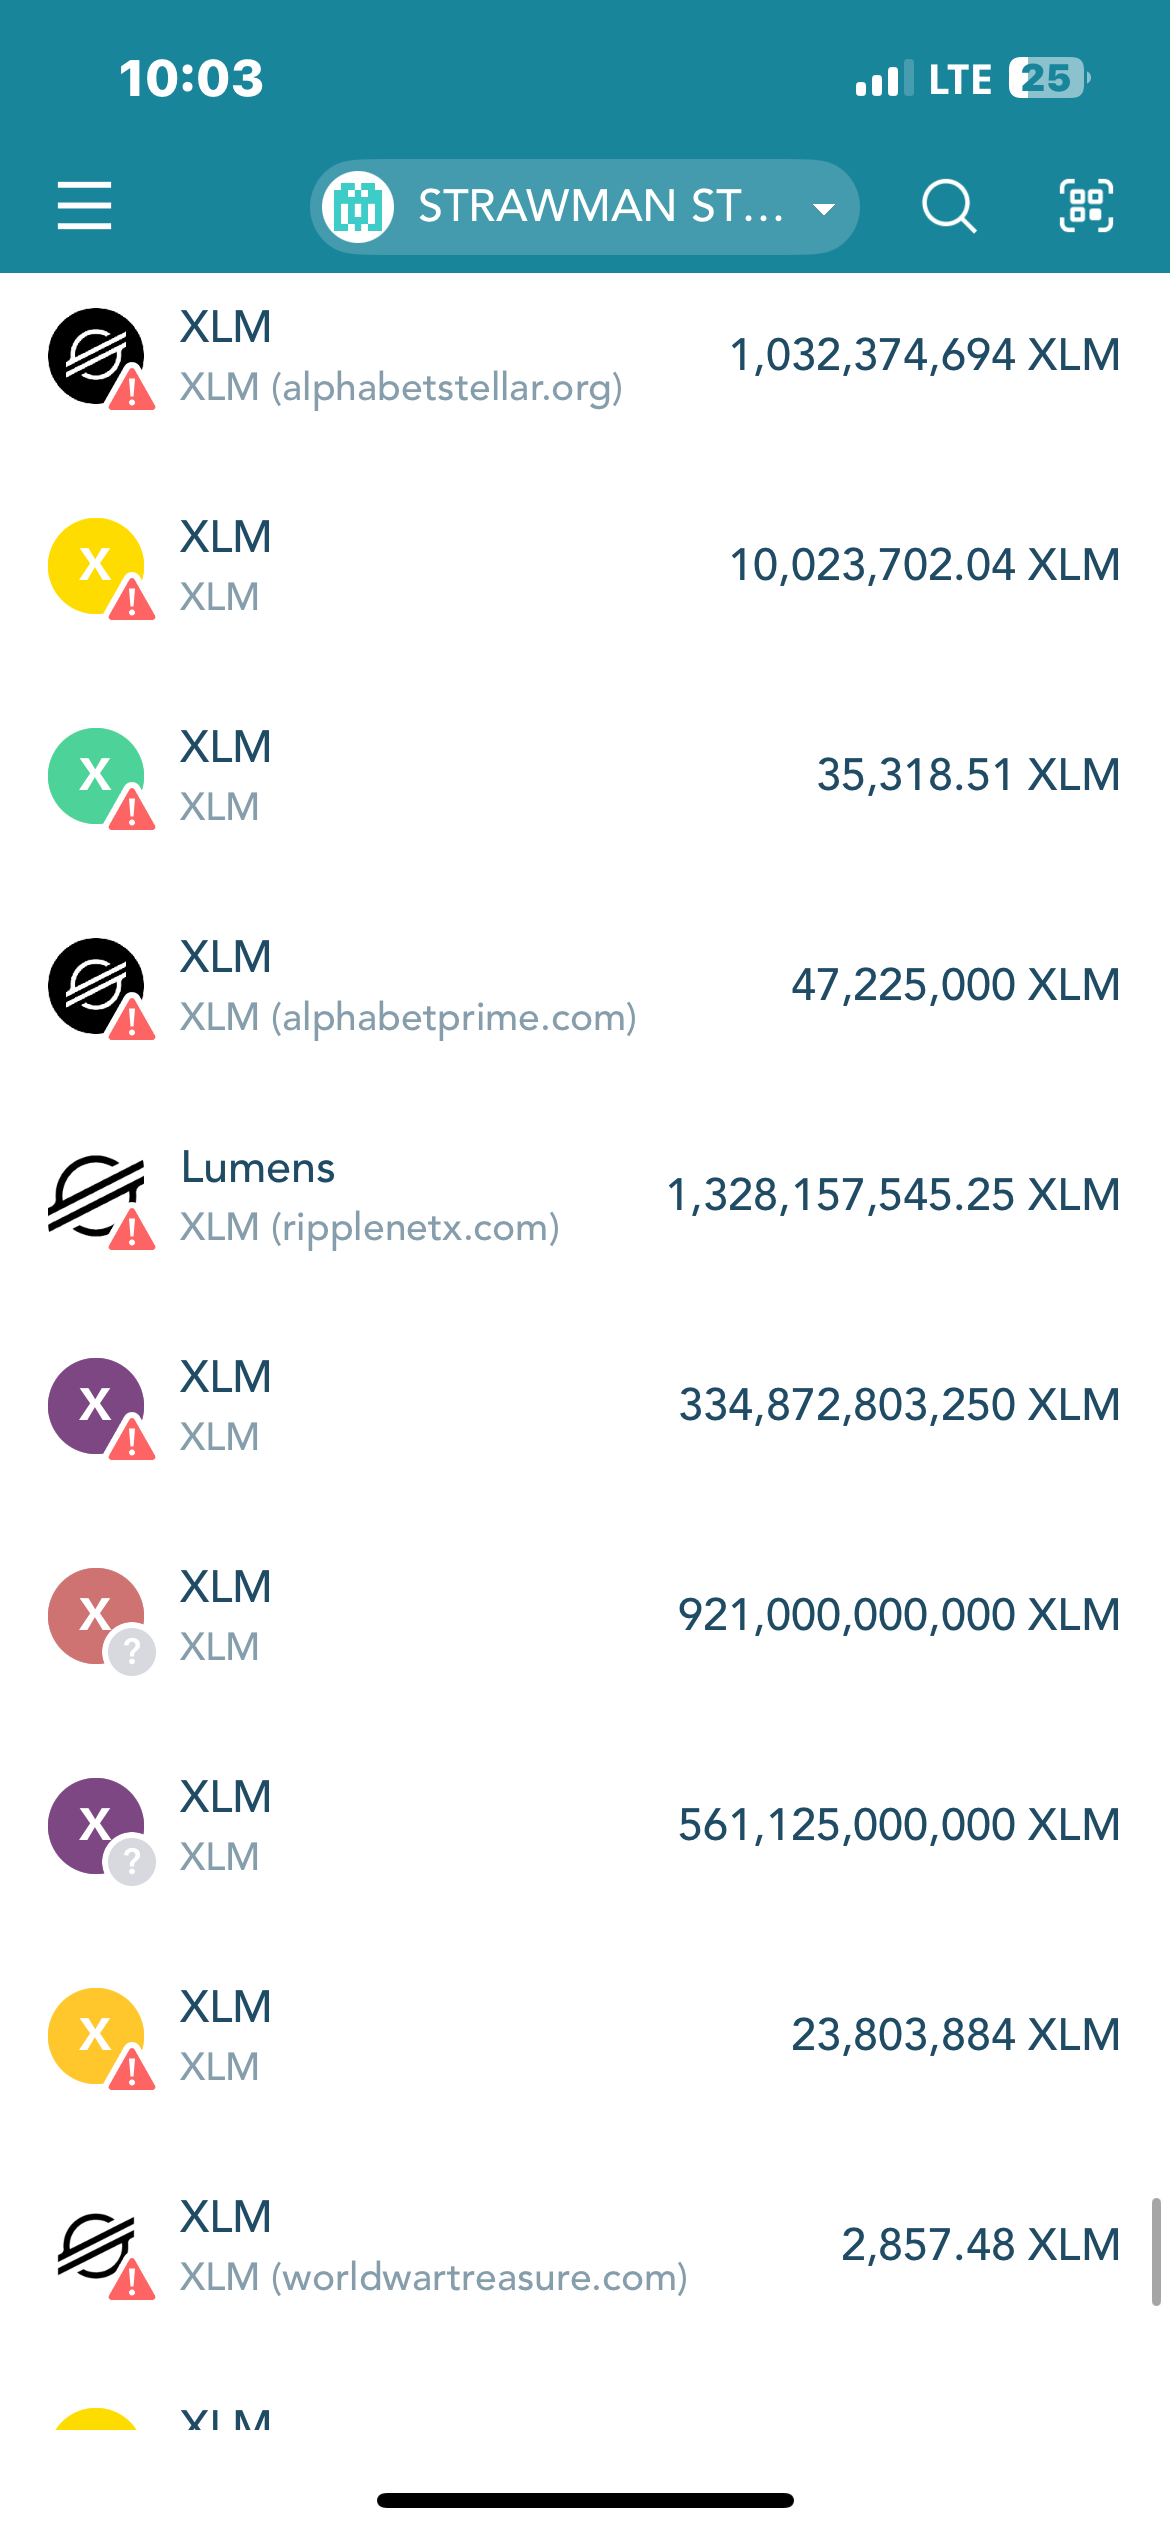 10:03 LTE 25
STRAWMAN ST...
XLM
XLM (alphabetstellar.org)
1,032,374,694 XLM
X
XLM
XLM
10,023,702.04 XLM
X
XLM
XLM
35,318.51 XLM
XLM
XLM (alphabetprime.com)
47,225,000 XLM
Lumens
XLM (ripplenetx.com)
1,328,157,545.25 XLM
X
XLM
XLM
334,872,803,250 XLM
X
?
XLM
XLM
921,000,000,000 XLM
X
?
XLM
XLM
561,125,000,000 XLM
X
XLM
XLM
23,803,884 XLM
XLM
XLM (worldwartreasure.com)
2,857.48 XLM
XLM